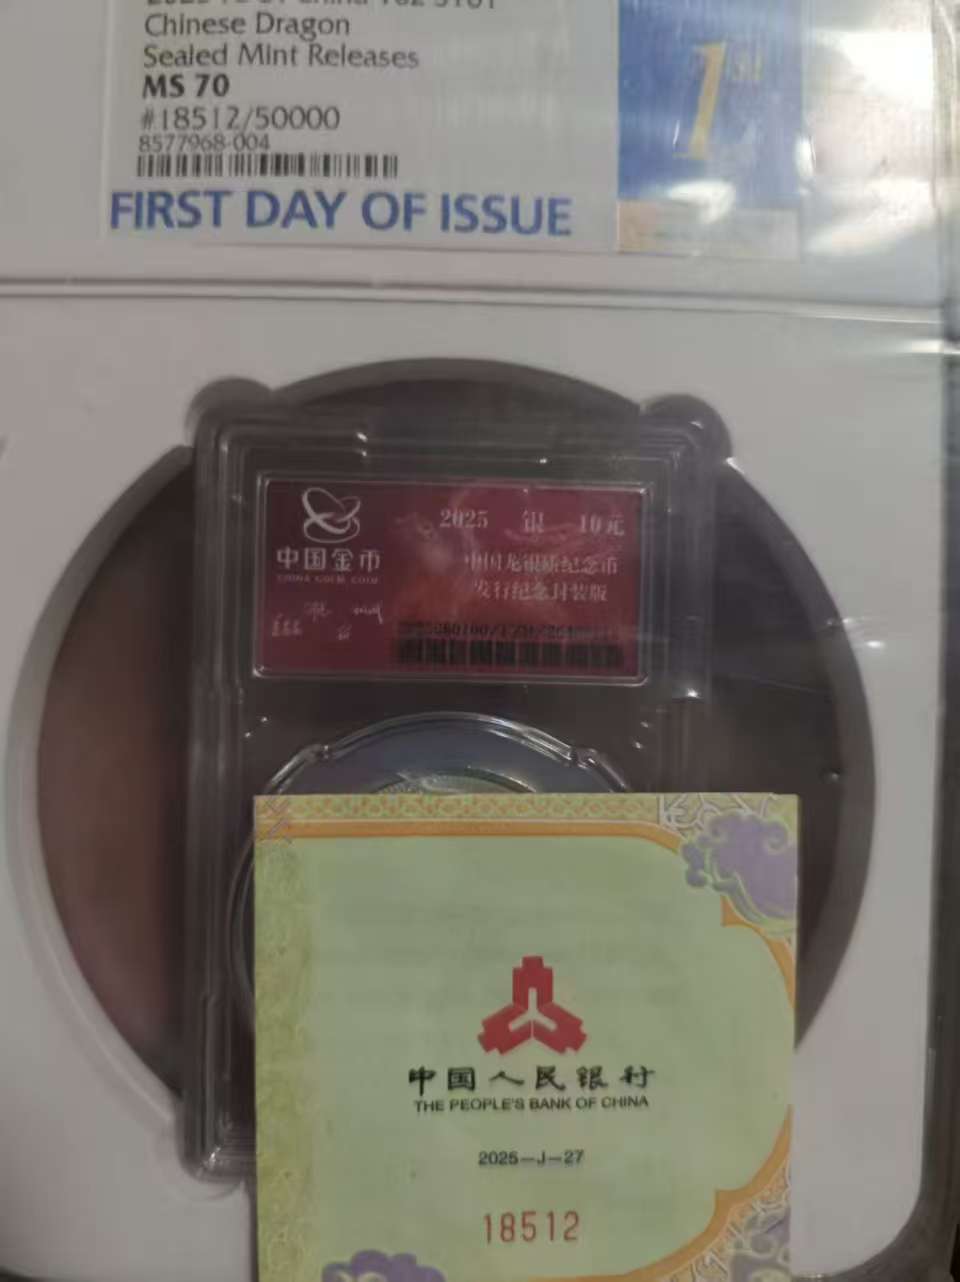 Chinese Dragon
Sealed Mint Releases
MS 70
#18512/50000
8577968-004
FIRST DAY OF ISSUE
1st
中国金币
CHINA GOLD COIN
2025 银 10元
中国龙银质纪念币
发行纪念封装版
中国人民银行
THE PEOPLE'S BANK OF CHINA
2025-J-27
18512